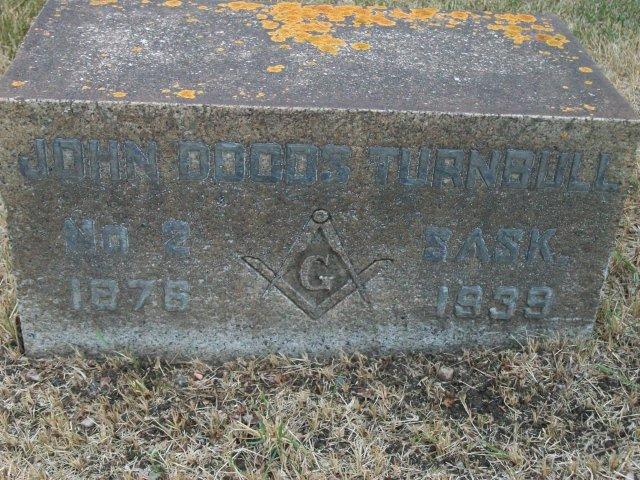 JOHN DODDS TURNBULL
No 2 SASK.
G
1876 1939